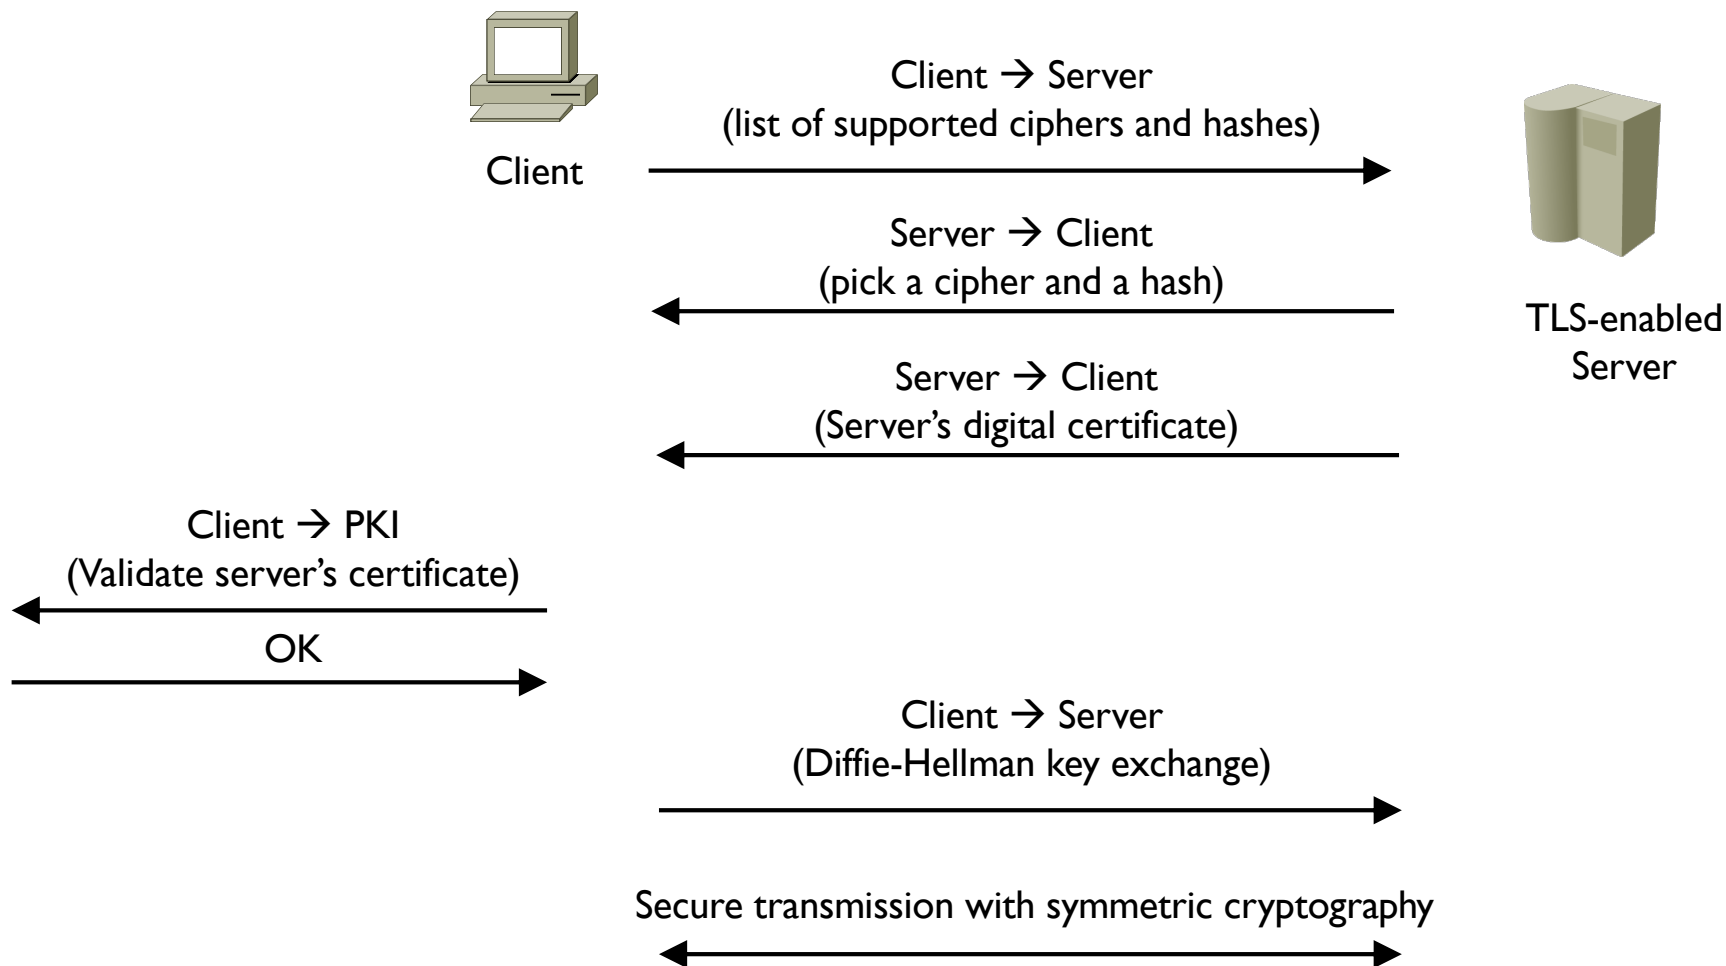 Client → Server
(list of supported ciphers and hashes)
Client
Server → Client
(pick a cipher and a hash)
TLS-enabled
Server
Server → Client
(Server’s digital certificate)
Client → PKI
(Validate server’s certificate)
OK
Client → Server
(Diffie-Hellman key exchange)
Secure transmission with symmetric cryptography